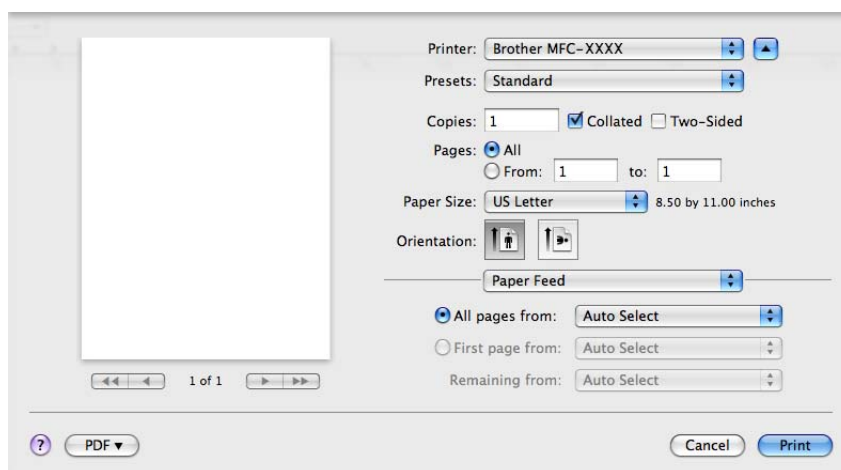 Printer: Brother MFC-XXXX
Presets: Standard
Copies: 1 Collated Two-Sided
Pages: All
From: 1 to: 1
Paper Size: US Letter 8.50 by 11.00 inches
Orientation:
Paper Feed
All pages from: Auto Select
First page from: Auto Select
Remaining from: Auto Select
1 of 1
? PDF Cancel Print